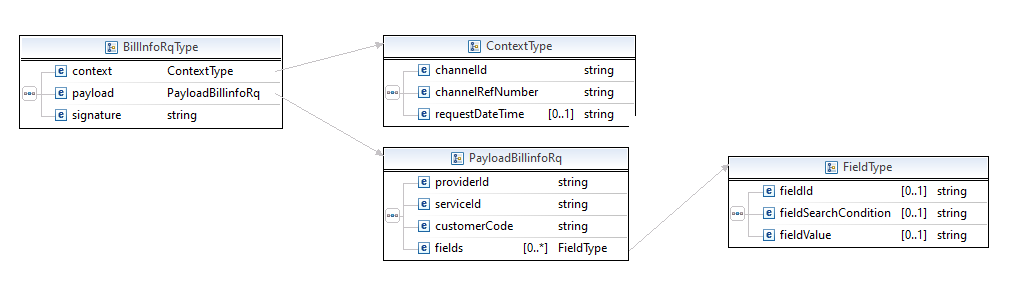 BillInfoRqType
context ContextType
payload PayloadBillinfoRq
signature string
ContextType
channelId string
channelRefNumber string
requestDateTime [0..1] string
PayloadBillinfoRq
providerId string
serviceId string
customerCode string
fields [0..*] FieldType
FieldType
fieldId [0..1] string
fieldSearchCondition [0..1] string
fieldValue [0..1] string